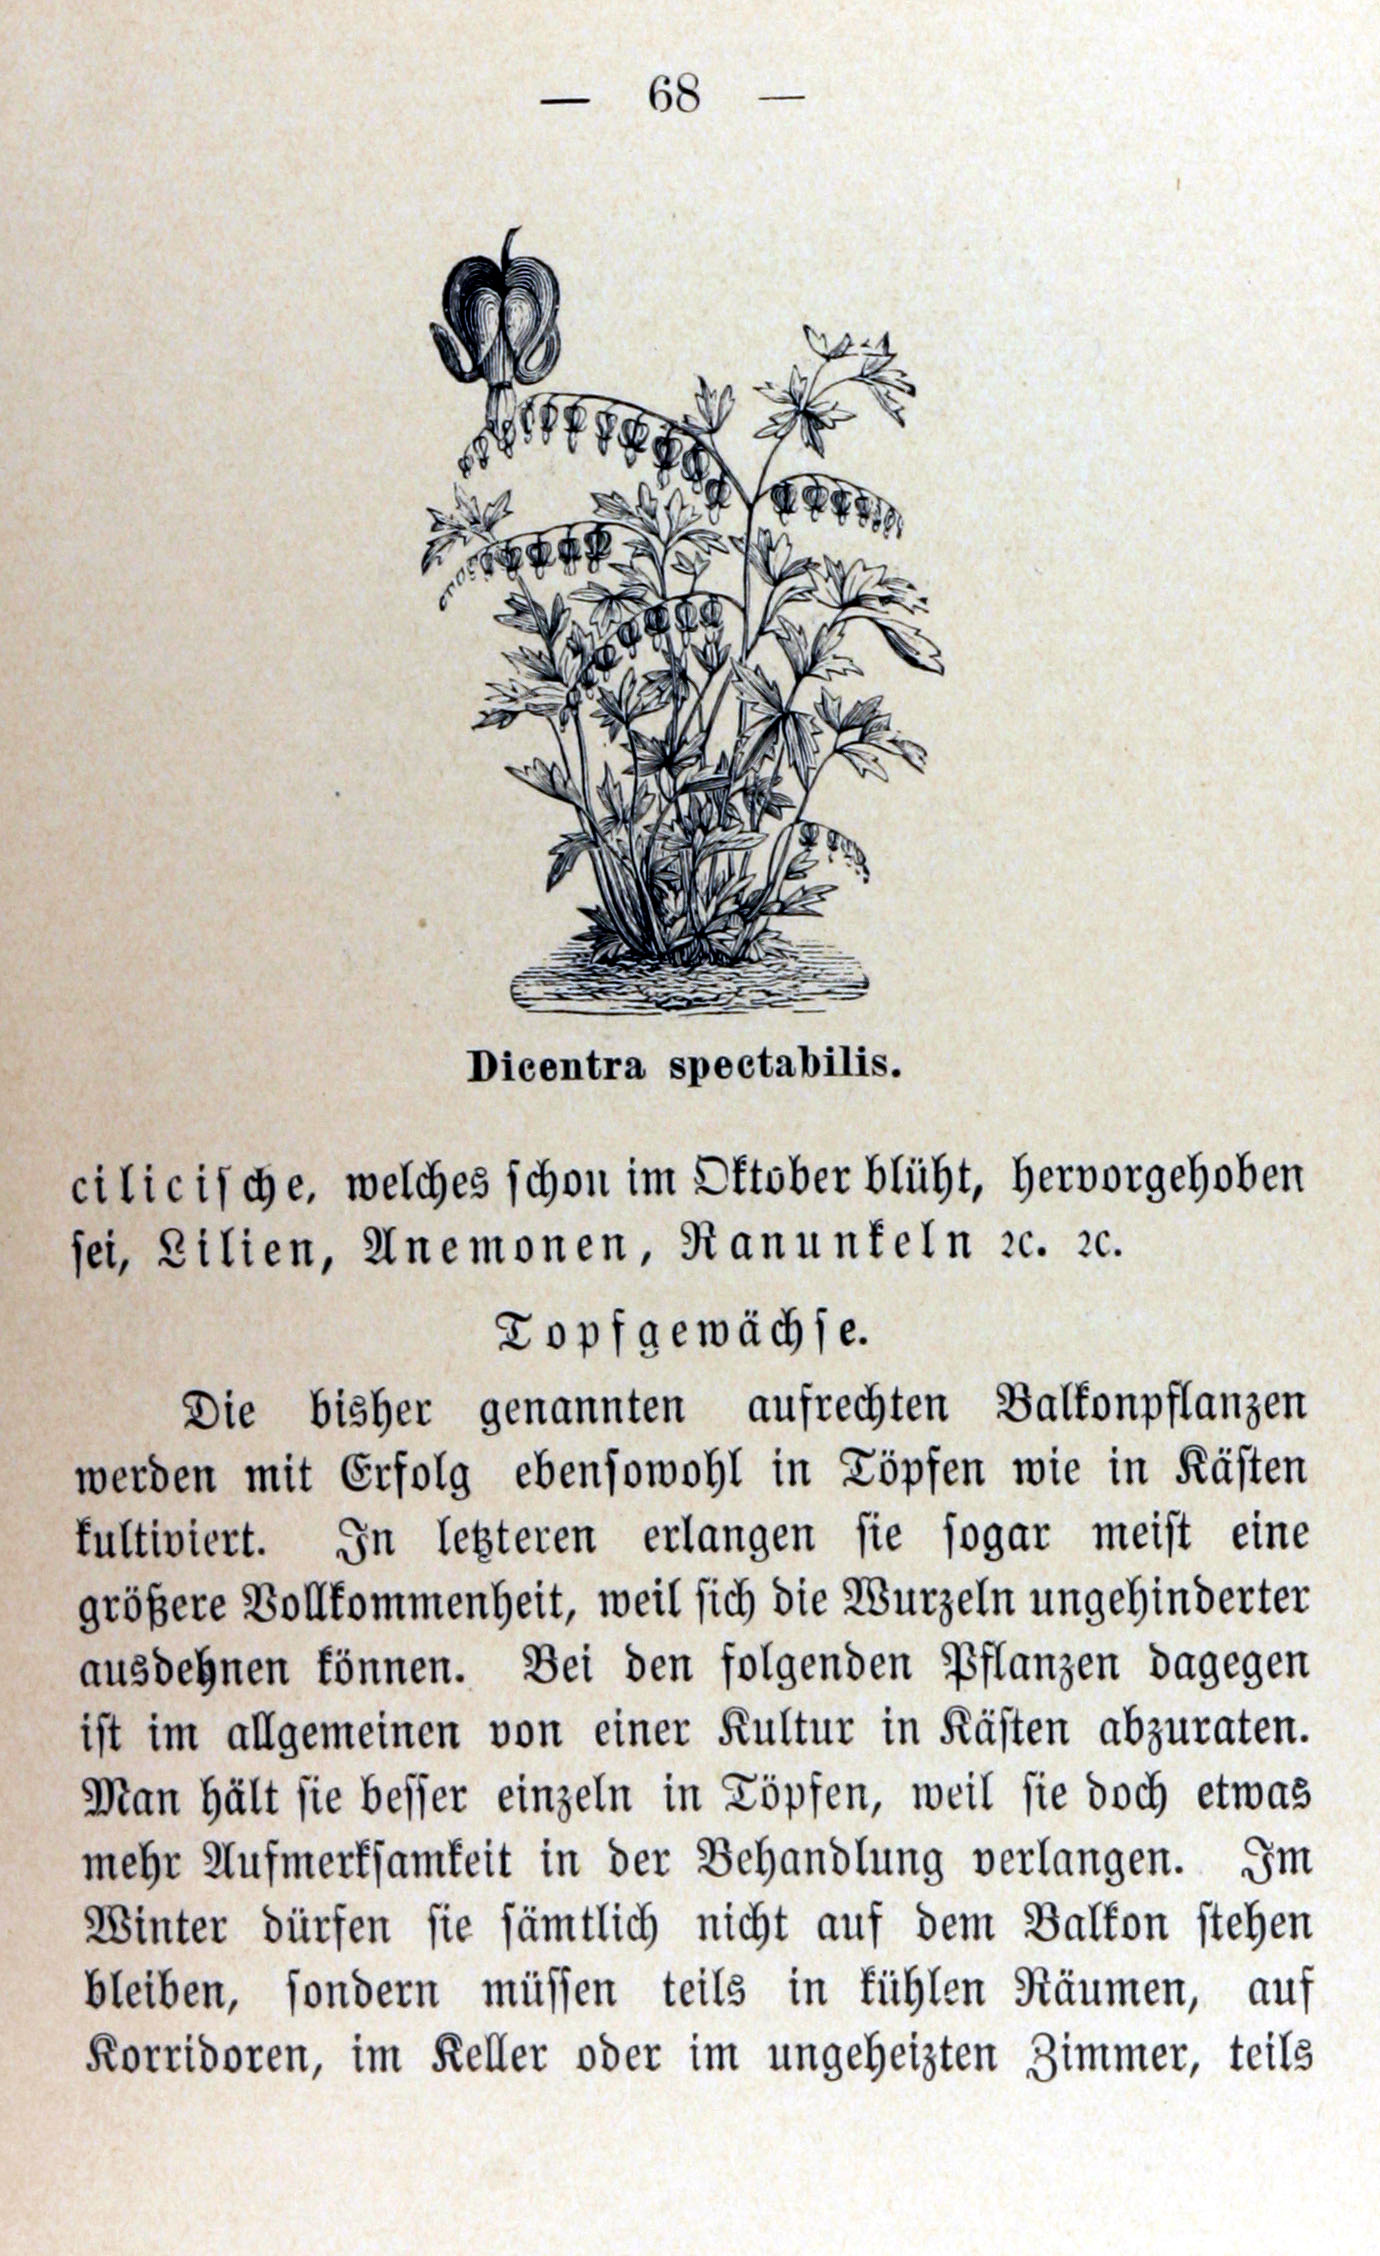 — 68 —
Dicentra spectabilis.
cilicische, welches schon im Oktober blüht, hervorgehoben
sei, Lilien, Anemonen, Ranunkeln ꝛc. ꝛc.
Topfgewächse.
Die bisher genannten aufrechten Balkonpflanzen
werden mit Erfolg ebensowohl in Töpfen wie in Kästen
kultiviert. In letzteren erlangen sie sogar meist eine
größere Vollkommenheit, weil sich die Wurzeln ungehinderter
ausdehnen können. Bei den folgenden Pflanzen dagegen
ist im allgemeinen von einer Kultur in Kästen abzuraten.
Man hält sie besser einzeln in Töpfen, weil sie doch etwas
mehr Aufmerksamkeit in der Behandlung verlangen. Im
Winter dürfen sie sämtlich nicht auf dem Balkon stehen
bleiben, sondern müssen teils in kühlen Räumen, auf
Korridoren, im Keller oder im ungeheizten Zimmer, teils